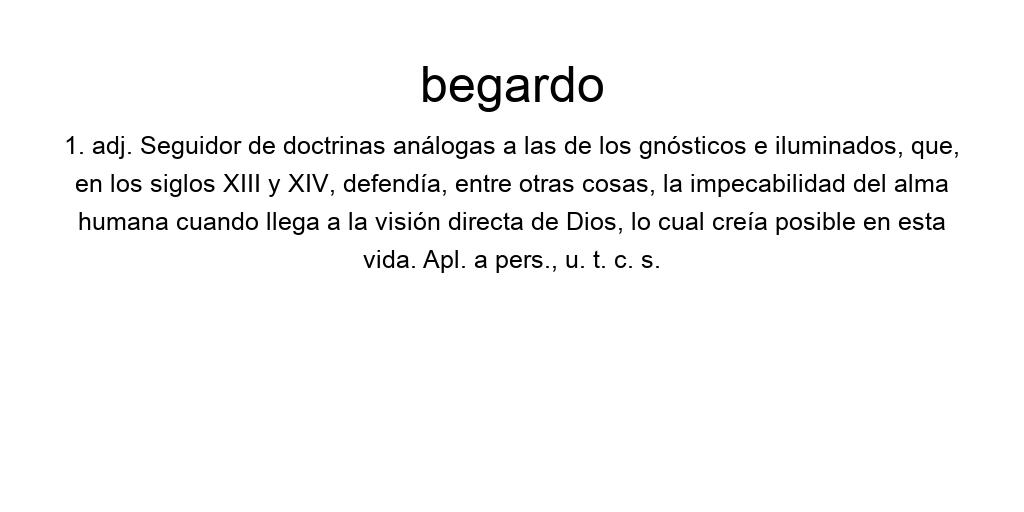 begardo
1. adj. Seguidor de doctrinas análogas a las de los gnósticos e iluminados, que,
en los siglos XIII y XIV, defendía, entre otras cosas, la impecabilidad del alma
humana cuando llega a la visión directa de Dios, lo cual creía posible en esta
vida. Apl. a pers., u. t. c. s.